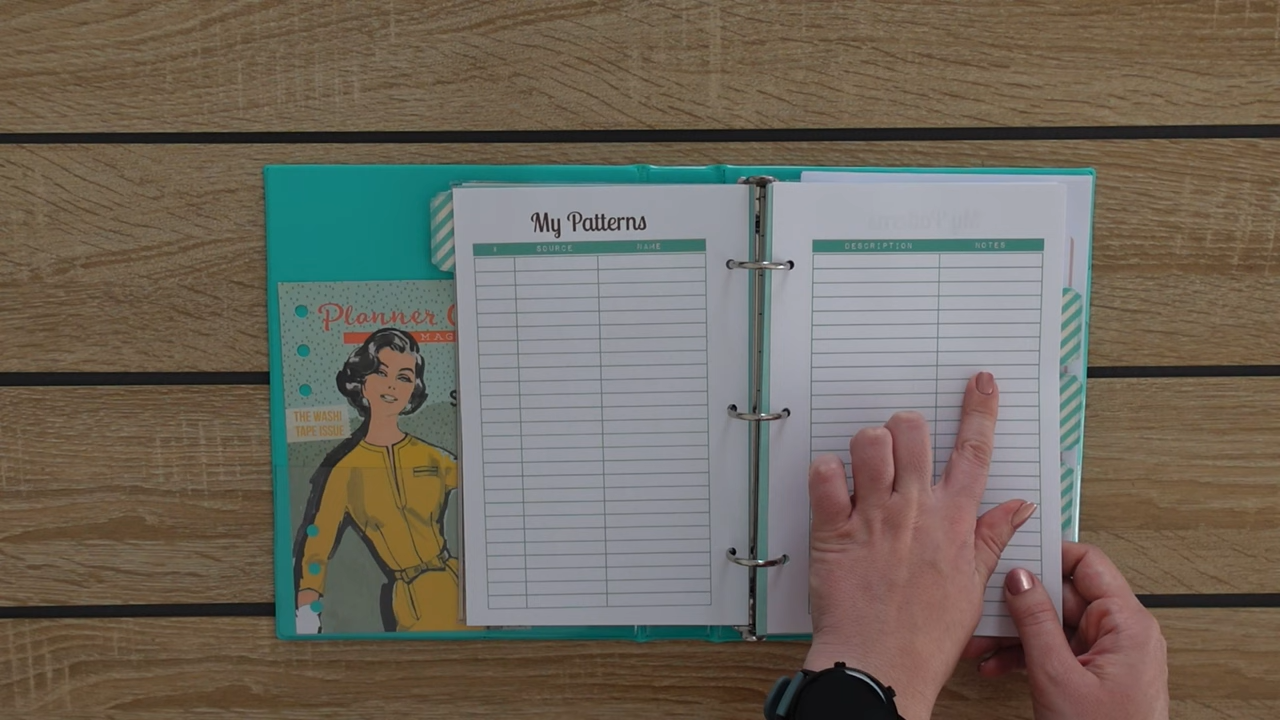 My Patterns
# SOURCE NAME
DESCRIPTION NOTES
Planner
MAG
THE WASHI
TAPE ISSUE